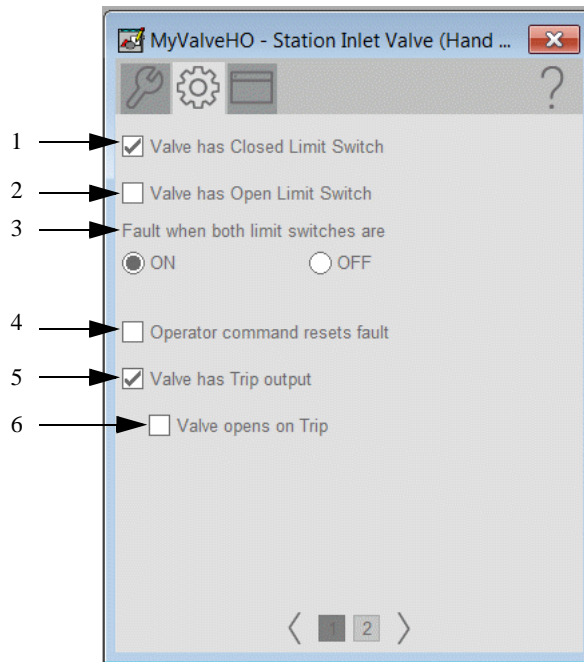 MyValveHO - Station Inlet Valve (Hand ...
?
1 Valve has Closed Limit Switch
2 Valve has Open Limit Switch
3 Fault when both limit switches are
ON OFF
4 Operator command resets fault
5 Valve has Trip output
6 Valve opens on Trip
1 2